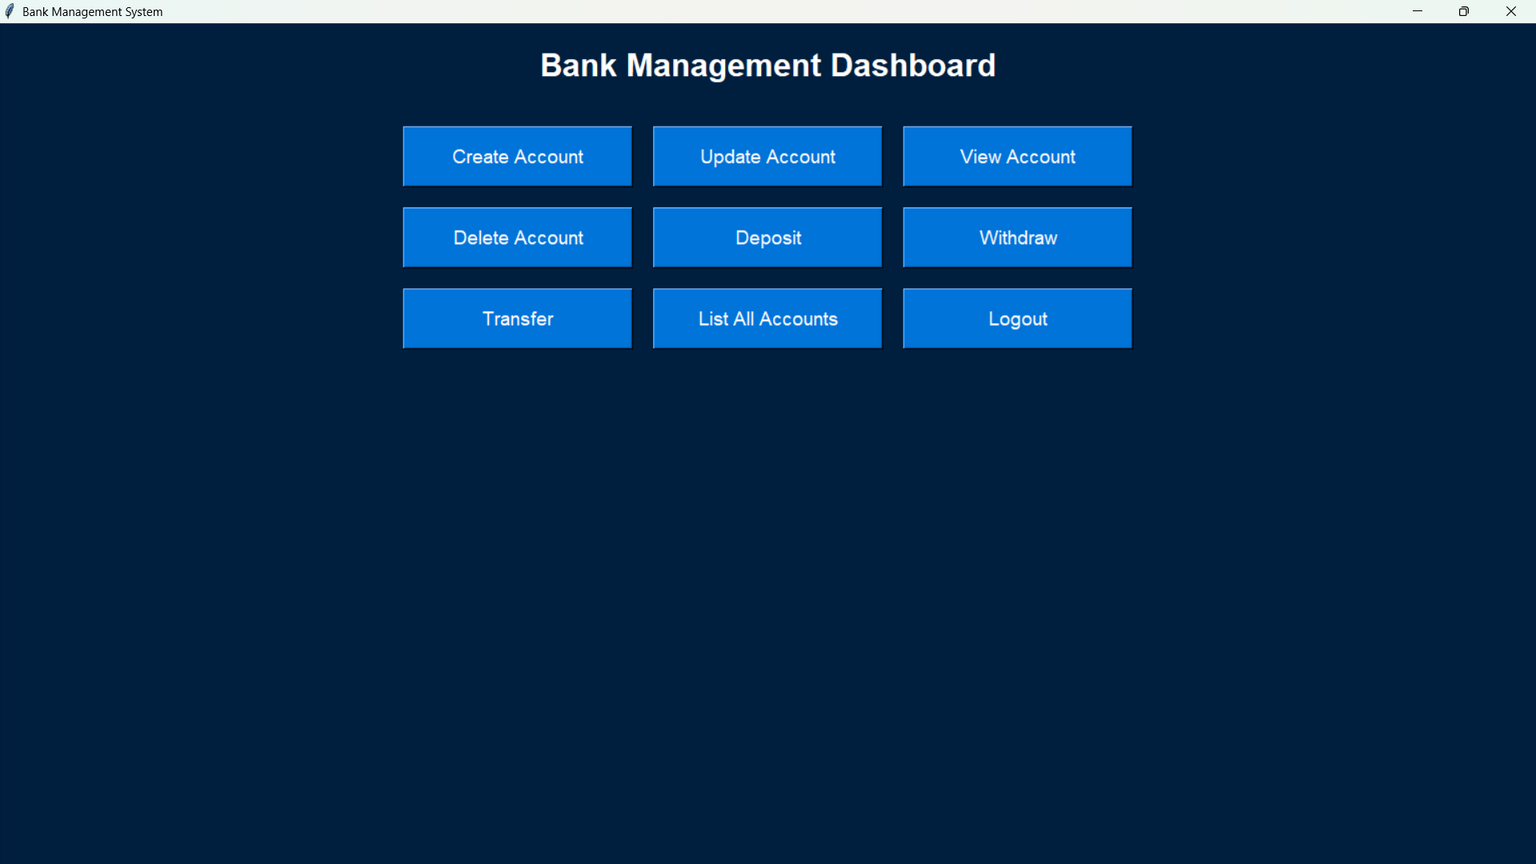 Bank Management System
Bank Management Dashboard
Create Account
Update Account
View Account
Delete Account
Deposit
Withdraw
Transfer
List All Accounts
Logout